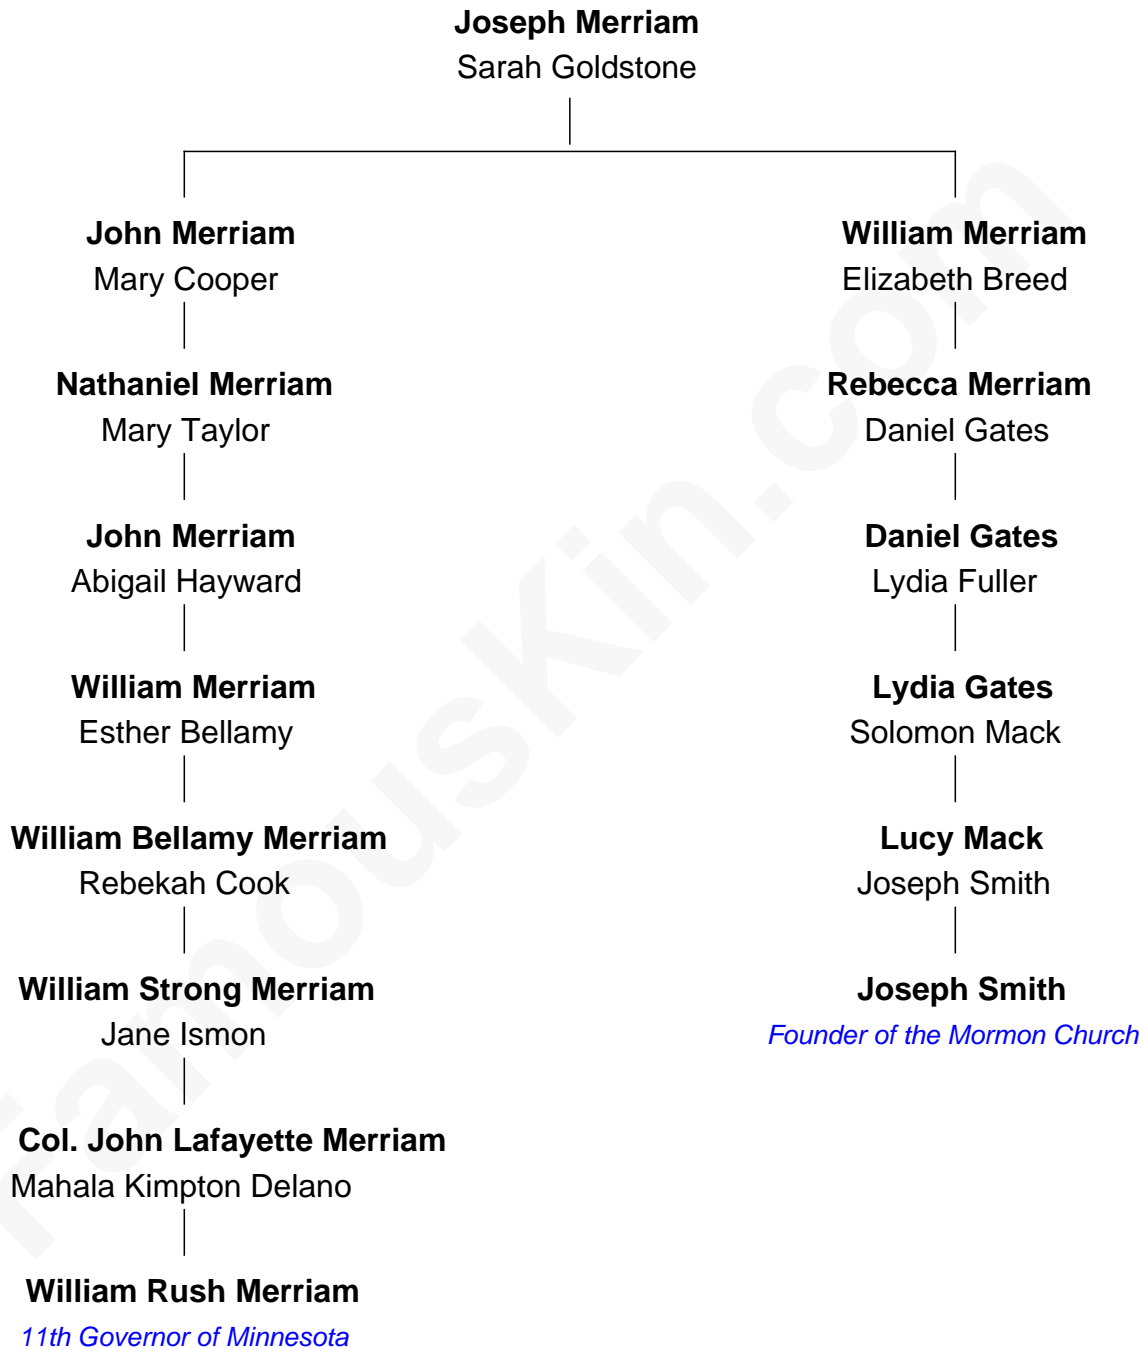 Joseph Merriam
Sarah Goldstone
John Merriam
Mary Cooper
William Merriam
Elizabeth Breed
Nathaniel Merriam
Mary Taylor
Rebecca Merriam
Daniel Gates
John Merriam
Abigail Hayward
Daniel Gates
Lydia Fuller
William Merriam
Esther Bellamy
Lydia Gates
Solomon Mack
William Bellamy Merriam
Rebekah Cook
Lucy Mack
Joseph Smith
William Strong Merriam
Jane Ismon
Joseph Smith
Founder of the Mormon Church
Col. John Lafayette Merriam
Mahala Kimpton Delano
William Rush Merriam
11th Governor of Minnesota
FamousKin.com